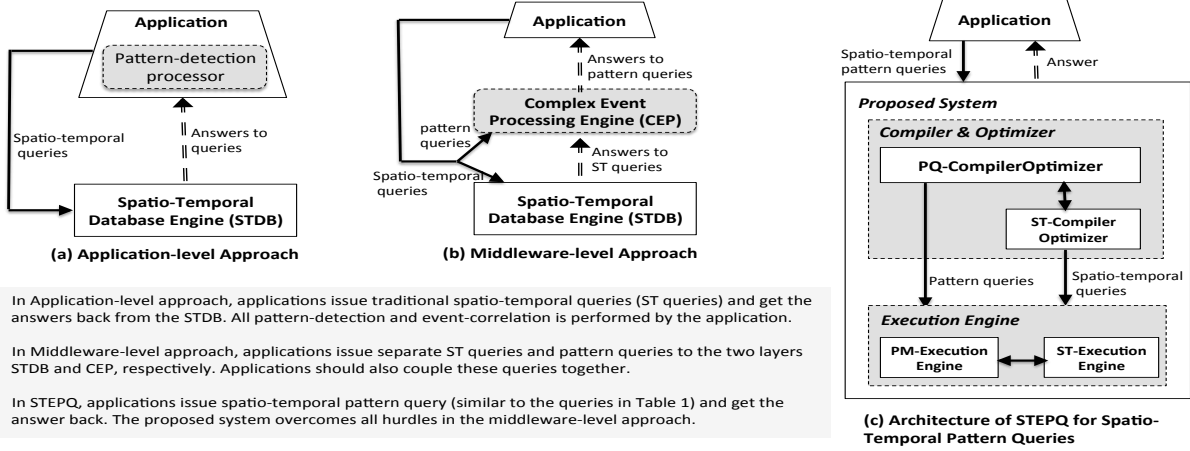 Application
Pattern-detection
processor
Spatio-temporal
queries
Answers to
queries
Spatio-Temporal
Database Engine (STDB)
(a) Application-level Approach
Application
Answers to
pattern queries
Complex Event
Processing Engine (CEP)
pattern
queries
Answers to
ST queries
Spatio-temporal
queries
Spatio-Temporal
Database Engine (STDB)
(b) Middleware-level Approach
In Application-level approach, applications issue traditional spatio-temporal queries (ST queries) and get the
answers back from the STDB. All pattern-detection and event-correlation is performed by the application.
In Middleware-level approach, applications issue separate ST queries and pattern queries to the two layers
STDB and CEP, respectively. Applications should also couple these queries together.
In STEPQ, applications issue spatio-temporal pattern query (similar to the queries in Table 1) and get the
answer back. The proposed system overcomes all hurdles in the middleware-level approach.
Application
Spatio-temporal
pattern queries
Answer
Proposed System
Compiler & Optimizer
PQ-CompilerOptimizer
ST-Compiler
Optimizer
Pattern queries
Spatio-temporal
queries
Execution Engine
PM-Execution
Engine
ST-Execution
Engine
(c) Architecture of STEPQ for Spatio-
Temporal Pattern Queries